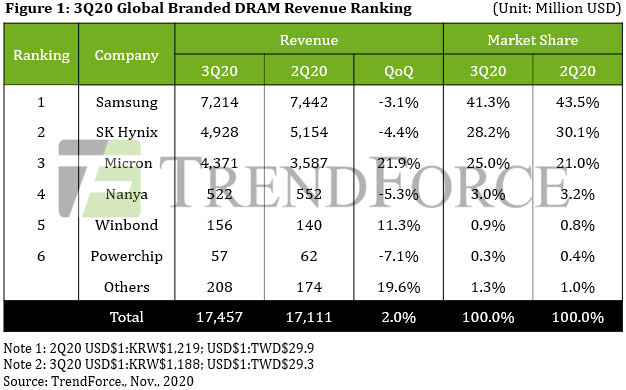 Figure 1: 3Q20 Global Branded DRAM Revenue Ranking (Unit: Million USD)
Ranking Company Revenue Market Share
3Q20 2Q20 QoQ 3Q20 2Q20
1 Samsung 7,214 7,442 -3.1% 41.3% 43.5%
2 SK Hynix 4,928 5,154 -4.4% 28.2% 30.1%
3 Micron 4,371 3,587 21.9% 25.0% 21.0%
TRENDFORCE
4 Nanya 522 552 -5.3% 3.0% 3.2%
5 Winbond 156 140 11.3% 0.9% 0.8%
6 Powerchip 57 62 -7.1% 0.3% 0.4%
Others 208 174 19.6% 1.3% 1.0%
Total 17,457 17,111 2.0% 100.0% 100.0%
Note 1: 2Q20 USD$1:KRW$1,219; USD$1:TWD$29.9
Note 2: 3Q20 USD$1:KRW$1,188; USD$1:TWD$29.3
Source: TrendForce., Nov., 2020